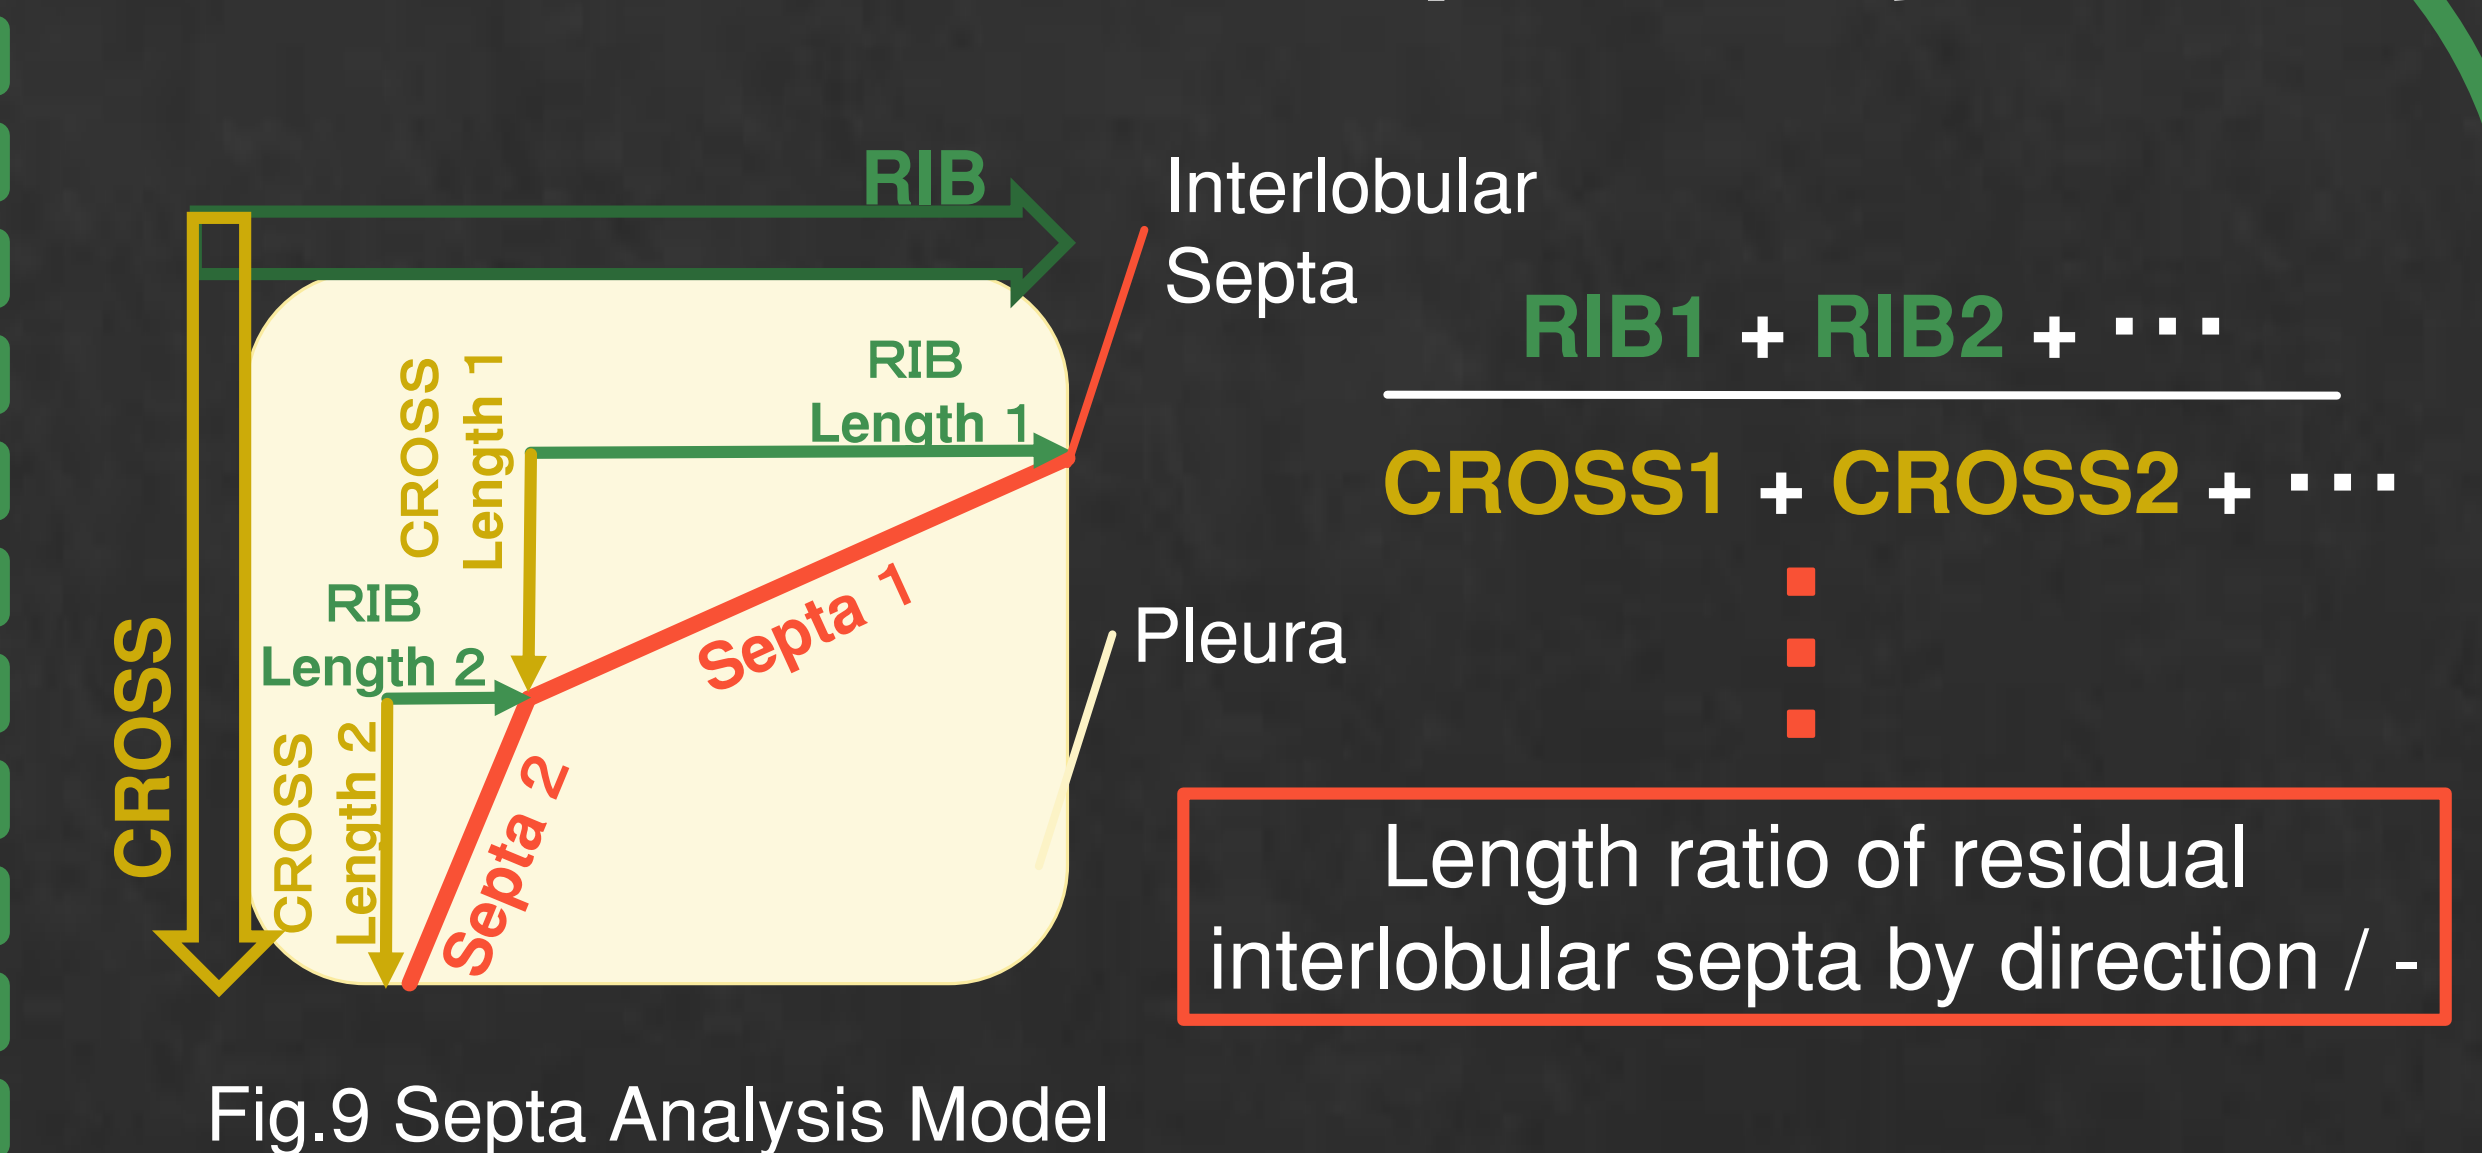 RIB
Interlobular
Septa
RIB
Length 1
CROSS
Length 1
RIB
Length 2
CROSS
Length 2
CROSS
Septa 1
Septa 2
Pleura
RIB1 + RIB2 + ···
CROSS1 + CROSS2 + ···
Length ratio of residual
interlobular septa by direction / -
Fig.9 Septa Analysis Model